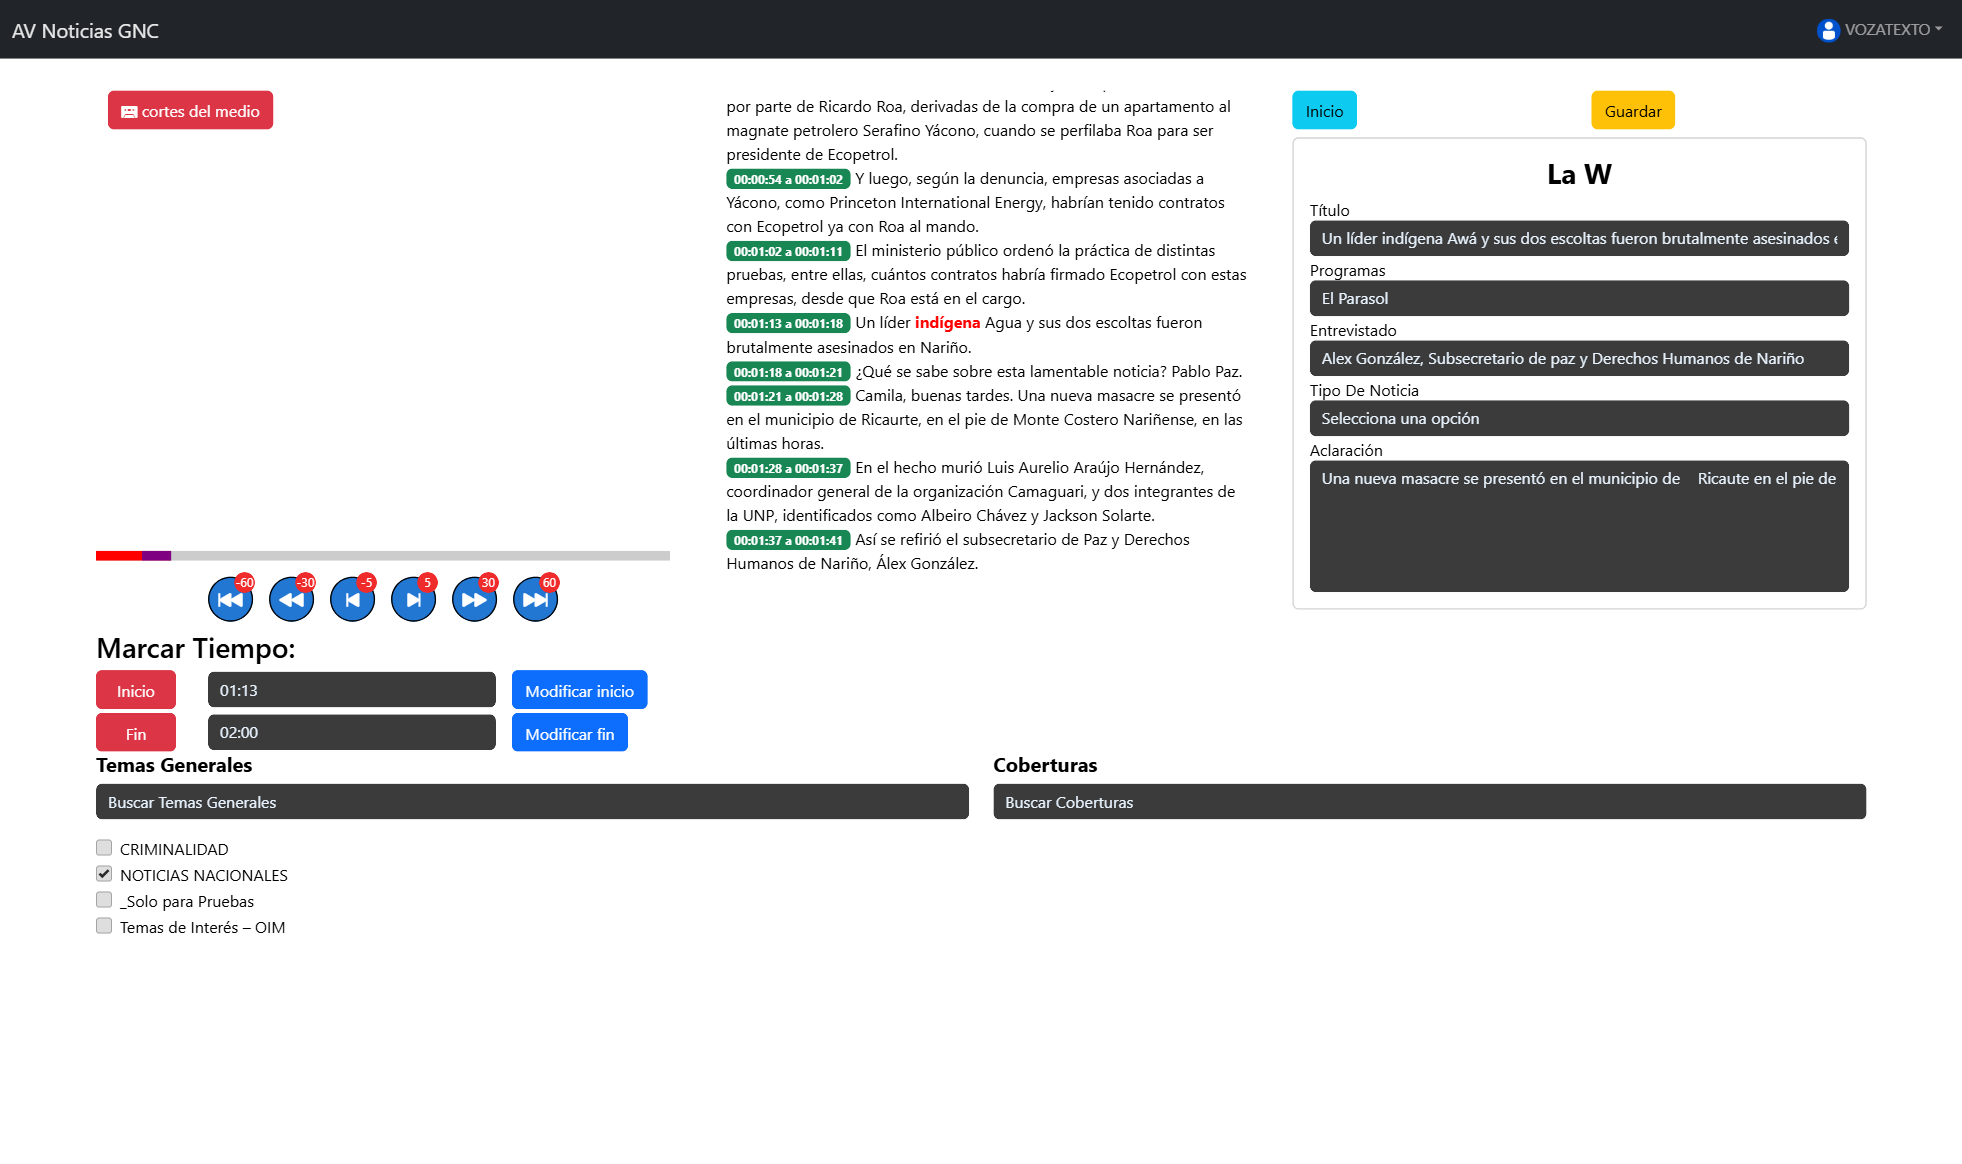 AV Noticias GNC
VOZATEXTO
cortes del medio
por parte de Ricardo Roa, derivadas de la compra de un apartamento al
magnate petrolero Serafino Yácono, cuando se perfilaba Roa para ser
presidente de Ecopetrol.
00:00:54 a 00:01:02 Y luego, según la denuncia, empresas asociadas a
Yácono, como Princeton International Energy, habrían tenido contratos
con Ecopetrol ya con Roa al mando.
00:01:02 a 00:01:11 El ministerio público ordenó la práctica de distintas
pruebas, entre ellas, cuántos contratos habría firmado Ecopetrol con estas
empresas, desde que Roa está en el cargo.
00:01:13 a 00:01:18 Un líder indígena Agua y sus dos escoltas fueron
brutalmente asesinados en Nariño.
00:01:18 a 00:01:21 ¿Qué se sabe sobre esta lamentable noticia? Pablo Paz.
00:01:21 a 00:01:28 Camila, buenas tardes. Una nueva masacre se presentó
en el municipio de Ricaurte, en el pie de Monte Costero Nariñense, en las
últimas horas.
00:01:28 a 00:01:37 En el hecho murió Luis Aurelio Araújo Hernández,
coordinador general de la organización Camaguari, y dos integrantes de
la UNP, identificados como Albeiro Chávez y Jackson Solarte.
00:01:37 a 00:01:41 Así se refirió el subsecretario de Paz y Derechos
Humanos de Nariño, Álex González.
Inicio
Guardar
La W
Título
Un líder indígena Awá y sus dos escoltas fueron brutalmente asesinados
Programas
El Parasol
Entrevistado
Alex González, Subsecretario de paz y Derechos Humanos de Nariño
Tipo De Noticia
Selecciona una opción
Aclaración
Una nueva masacre se presentó en el municipio de Ricaute en el pie de
-60 -30 -5 5 30 60
Marcar Tiempo:
Inicio 01:13 Modificar inicio
Fin 02:00 Modificar fin
Temas Generales
Buscar Temas Generales
CRIMINALIDAD
NOTICIAS NACIONALES
_Solo para Pruebas
Temas de Interés – OIM
Coberturas
Buscar Coberturas